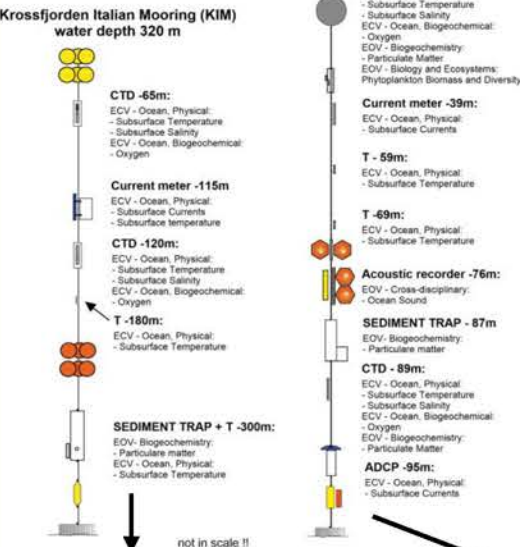 Krossfjorden Italian Mooring (KIM)
water depth 320 m
CTD -65m:
ECV - Ocean, Physical:
- Subsurface Temperature
- Subsurface Salinity
ECV - Ocean, Biogeochemical:
- Oxygen
Current meter -115m
ECV - Ocean, Physical:
- Subsurface Currents
- Subsurface temperature
CTD -120m:
ECV - Ocean, Physical:
- Subsurface Temperature
- Subsurface Salinity
ECV - Ocean, Biogeochemical:
- Oxygen
T -180m:
ECV - Ocean, Physical:
- Subsurface Temperature
SEDIMENT TRAP + T -300m:
EOV- Biogeochemistry:
- Particulare matter
ECV - Ocean, Physical:
- Subsurface Temperature
not in scale !!
- Subsurface Temperature
- Subsurface Salinity
ECV - Ocean, Biogeochemical:
- Oxygen
EOV - Biogeochemistry:
- Particulate Matter
EOV - Biology and Ecosystems:
Phytoplankton Biomass and Diversity
Current meter -39m:
ECV - Ocean, Physical:
- Subsurface Currents
T - 59m:
ECV - Ocean, Physical:
- Subsurface Temperature
T -69m:
ECV - Ocean, Physical:
- Subsurface Temperature
Acoustic recorder -76m:
EOV - Cross-disciplinary:
- Ocean Sound
SEDIMENT TRAP - 87m
EOV- Biogeochemistry:
- Particulare matter
CTD - 89m:
ECV - Ocean, Physical
- Subsurface Temperature
- Subsurface Salinity
ECV - Ocean, Biogeochemical:
- Oxygen
EOV - Biogeochemistry:
- Particulate Matter
ADCP -95m:
ECV - Ocean, Physical:
- Subsurface Currents